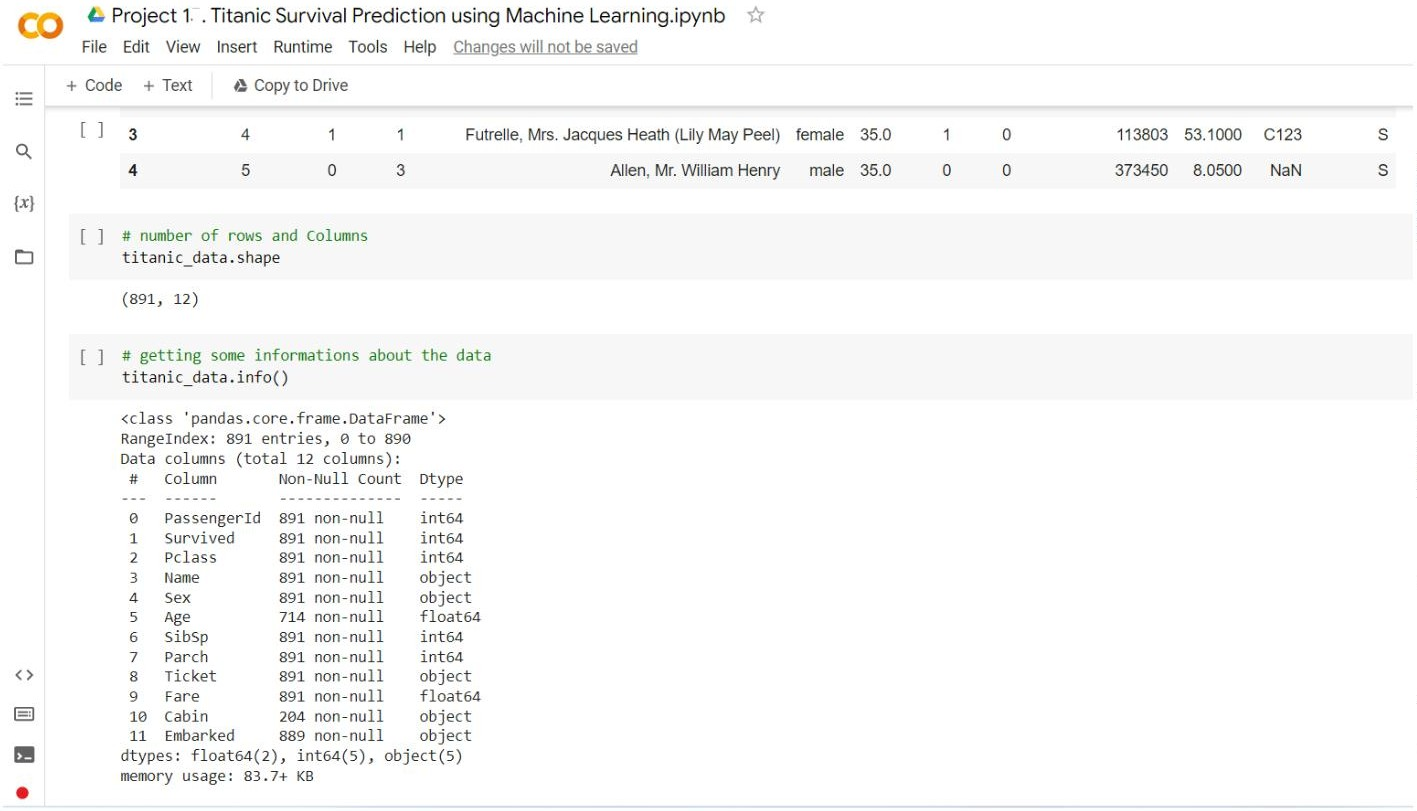 Project 1 . Titanic Survival Prediction using Machine Learning.ipynb
File Edit View Insert Runtime Tools Help Changes will not be saved
+ Code + Text Copy to Drive
[ ] 3 4 1 1 Futrelle, Mrs. Jacques Heath (Lily May Peel) female 35.0 1 0 113803 53.1000 C123 S
4 5 0 3 Allen, Mr. William Henry male 35.0 0 0 373450 8.0500 NaN S
{x}
[ ] # number of rows and Columns
titanic_data.shape
(891, 12)
[ ] # getting some informations about the data
titanic_data.info()
<class 'pandas.core.frame.DataFrame'>
RangeIndex: 891 entries, 0 to 890
Data columns (total 12 columns):
# Column Non-Null Count Dtype
--- ------ -------------- -----
0 PassengerId 891 non-null int64
1 Survived 891 non-null int64
2 Pclass 891 non-null int64
3 Name 891 non-null object
4 Sex 891 non-null object
5 Age 714 non-null float64
6 SibSp 891 non-null int64
7 Parch 891 non-null int64
8 Ticket 891 non-null object
9 Fare 891 non-null float64
10 Cabin 204 non-null object
11 Embarked 889 non-null object
dtypes: float64(2), int64(5), object(5)
memory usage: 83.7+ KB